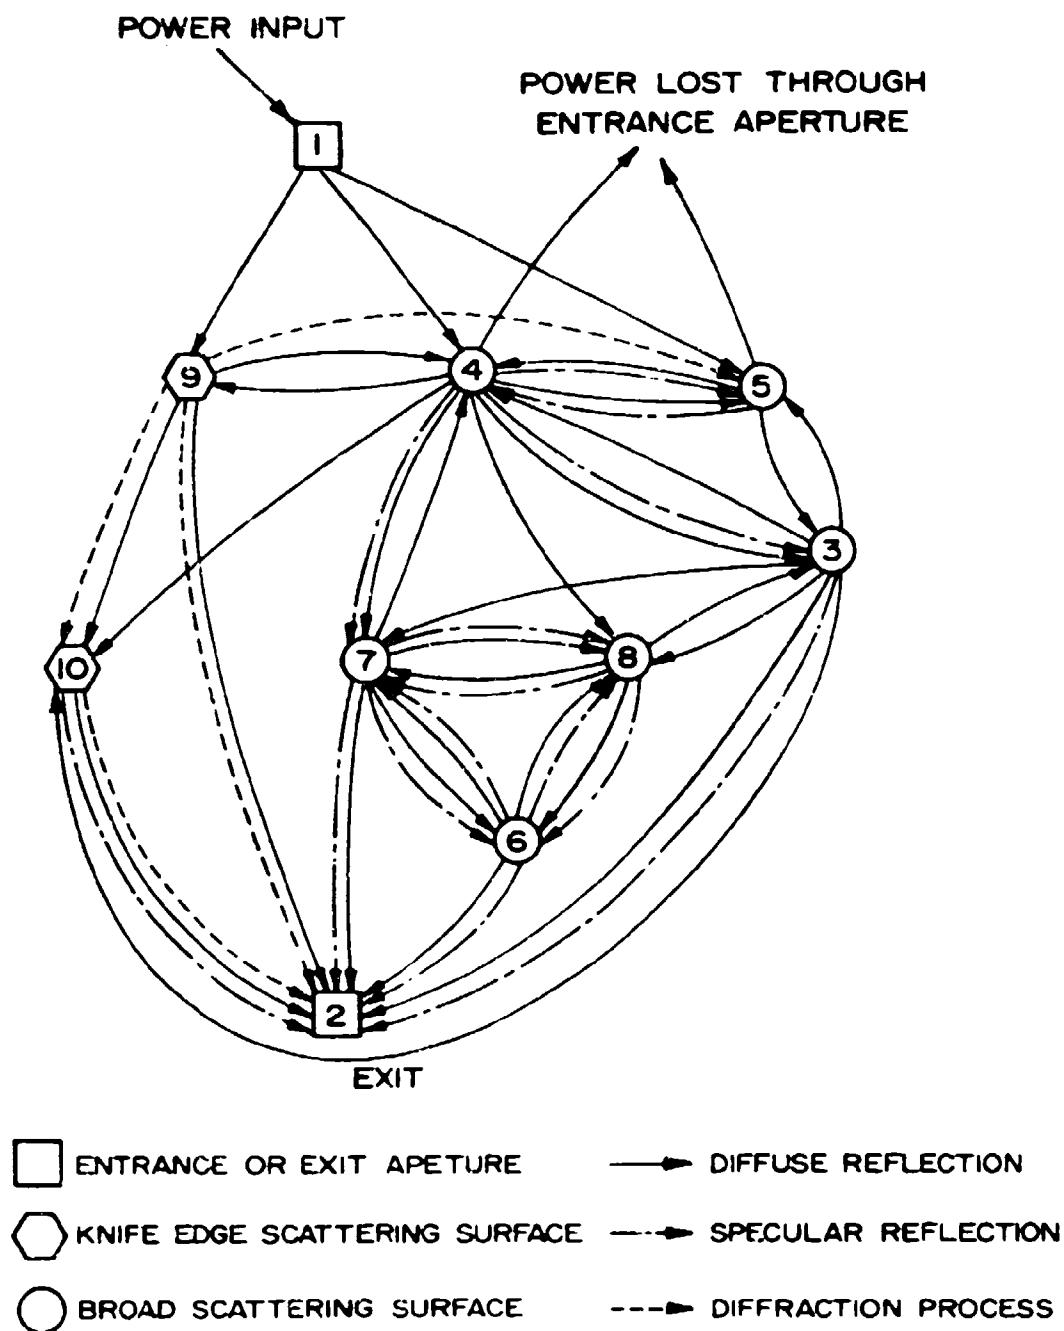 POWER INPUT
POWER LOST THROUGH
ENTRANCE APERTURE
1
9
4
5
3
10
7
8
6
2
EXIT
ENTRANCE OR EXIT APETURE
DIFFUSE REFLECTION
KNIFE EDGE SCATTERING SURFACE
SPECULAR REFLECTION
BROAD SCATTERING SURFACE
DIFFRACTION PROCESS